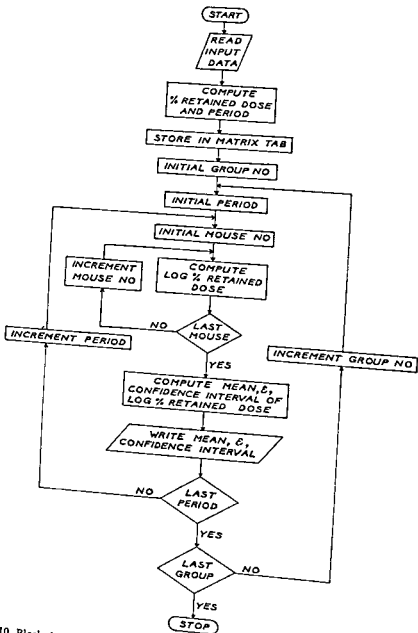 START
READ
INPUT
DATA
COMPUTE
% RETAINED DOSE
AND PERIOD
STORE IN MATRIX TAB
INITIAL GROUP NO
INITIAL PERIOD
INITIAL MOUSE NO
INCREMENT
MOUSE NO
COMPUTE
LOG % RETAINED
DOSE
NO
LAST
MOUSE
INCREMENT PERIOD
INCREMENT GROUP NO
YES
COMPUTE MEAN, &,
CONFIDENCE INTERVAL OF
LOG % RETAINED DOSE
WRITE MEAN, &,
CONFIDENCE INTERVAL
NO
LAST
PERIOD
YES
LAST
GROUP
NO
YES
STOP
10. Block